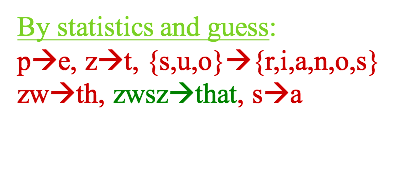 By statistics and guess:
p→e, z→t, {s,u,o}→{r,i,a,n,o,s}
zw→th, zwsz→that, s→a